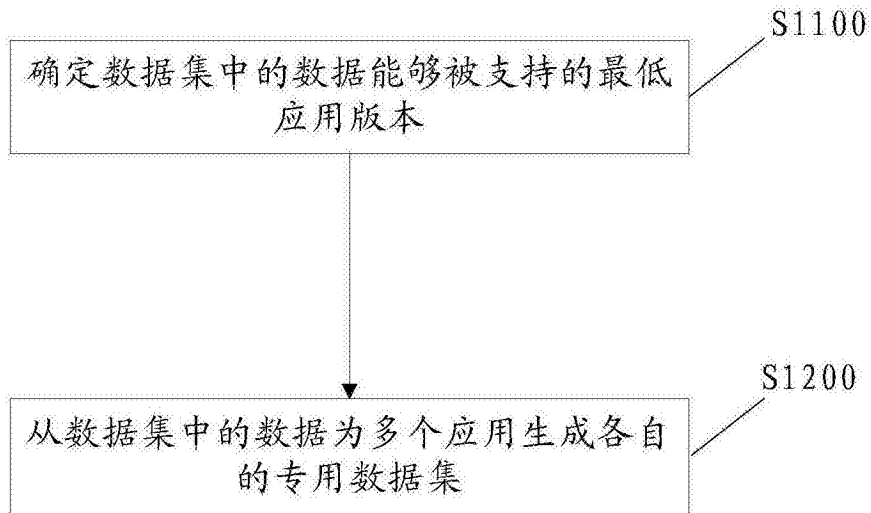 S1100
确定数据集中的数据能够被支持的最低
应用版本
S1200
从数据集中的数据为多个应用生成各自
的专用数据集